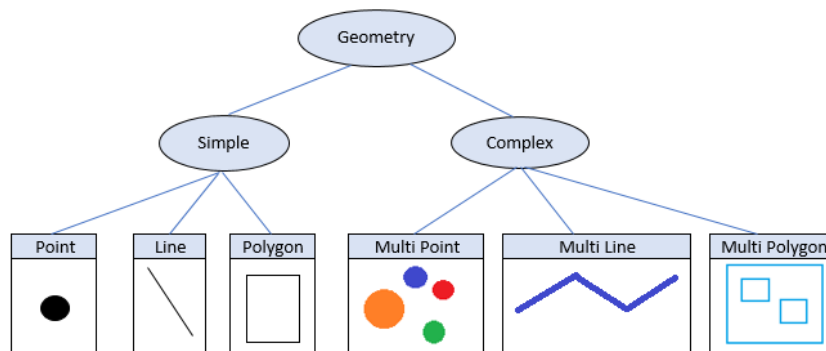 Geometry
Simple
Complex
Point
Line
Polygon
Multi Point
Multi Line
Multi Polygon